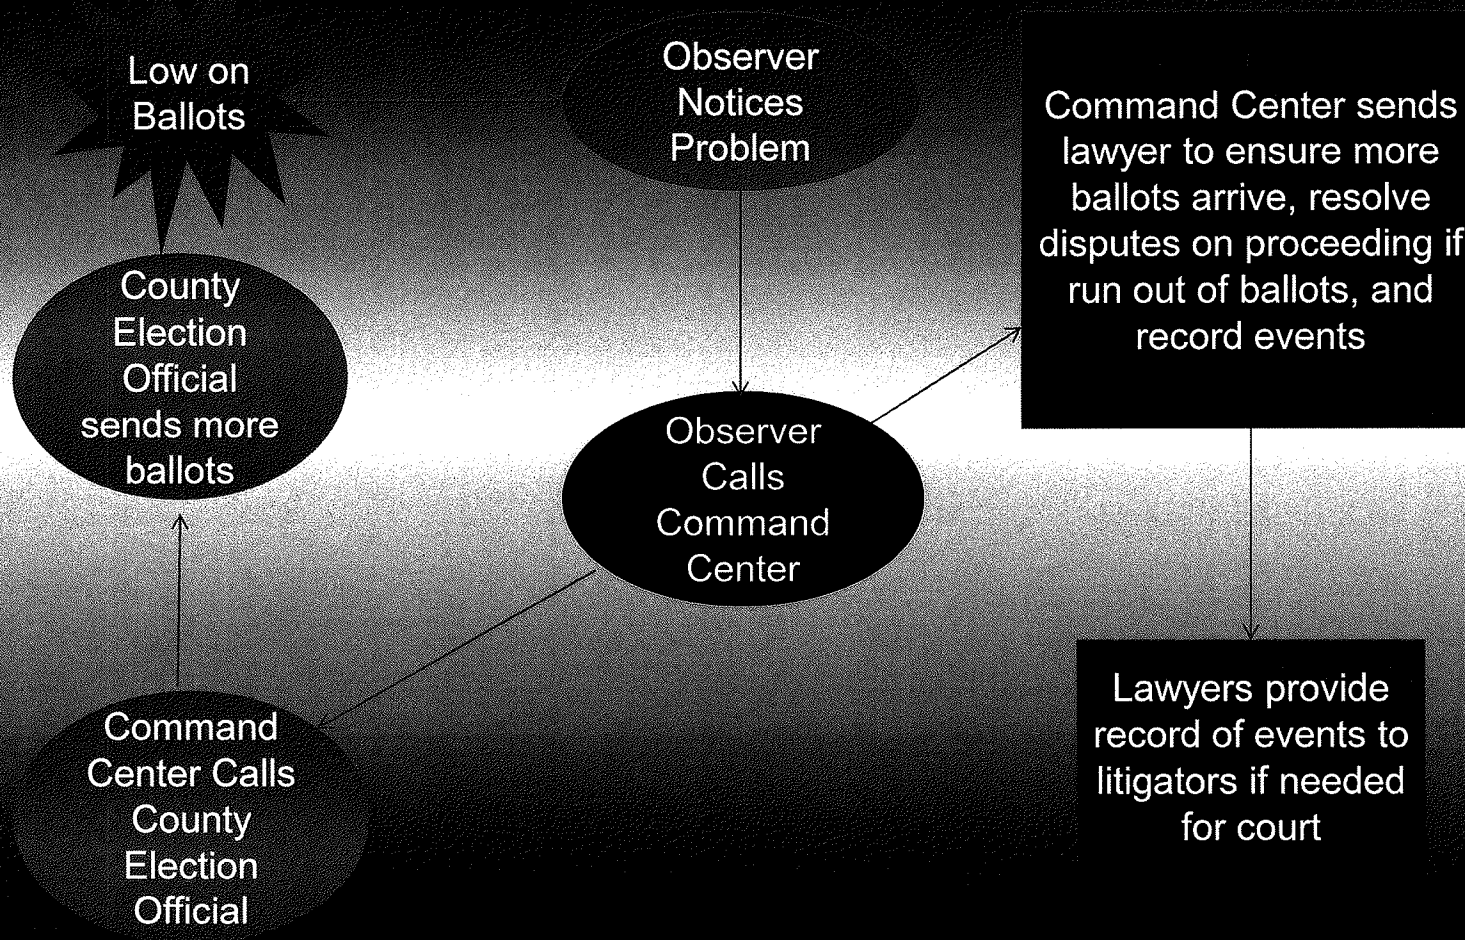 Low on
Ballots
Observer
Notices
Problem
Command Center sends
lawyer to ensure more
ballots arrive, resolve
disputes on proceeding if
run out of ballots, and
record events
County
Election
Official
sends more
ballots
Observer
Calls
Command
Center
Command
Center Calls
County
Election
Official
Lawyers provide
record of events to
litigators if needed
for court